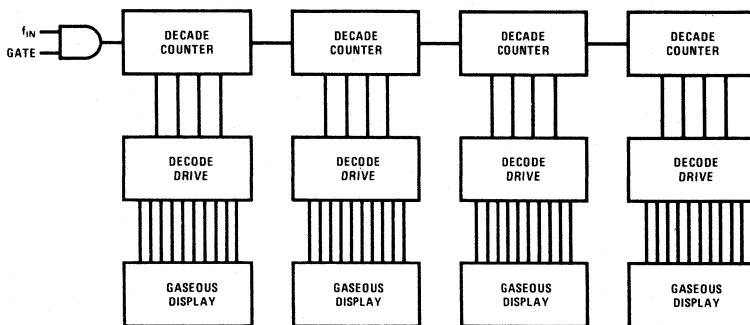 fIN
GATE
DECADE
COUNTER
DECADE
COUNTER
DECADE
COUNTER
DECADE
COUNTER
DECODE
DRIVE
DECODE
DRIVE
DECODE
DRIVE
DECODE
DRIVE
GASEOUS
DISPLAY
GASEOUS
DISPLAY
GASEOUS
DISPLAY
GASEOUS
DISPLAY